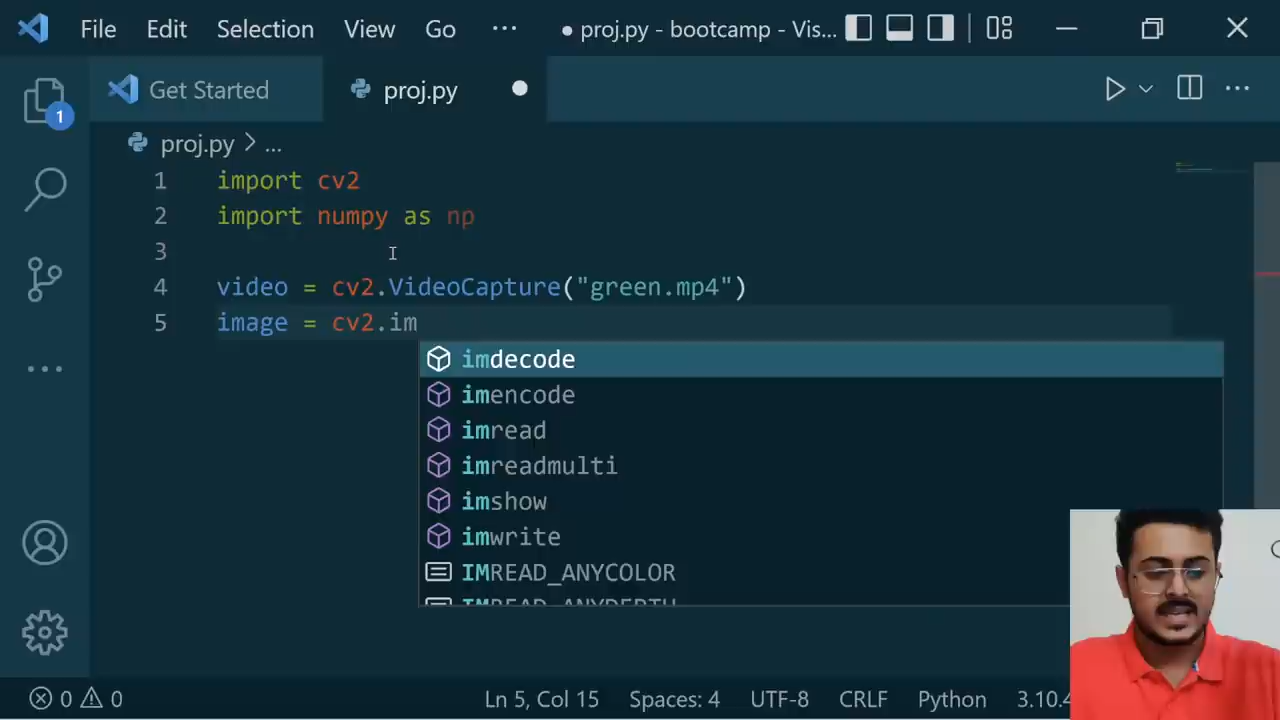 File Edit Selection View Go ··· ● proj.py - bootcamp - Vis...
Get Started proj.py
1
proj.py > ...
1 import cv2
2 import numpy as np
3
4 video = cv2.VideoCapture("green.mp4")
5 image = cv2.im
imdecode
imencode
imread
imreadmulti
imshow
imwrite
IMREAD_ANYCOLOR
IMREAD_ANYDEPTH
0 0 Ln 5, Col 15 Spaces: 4 UTF-8 CRLF Python 3.10.4